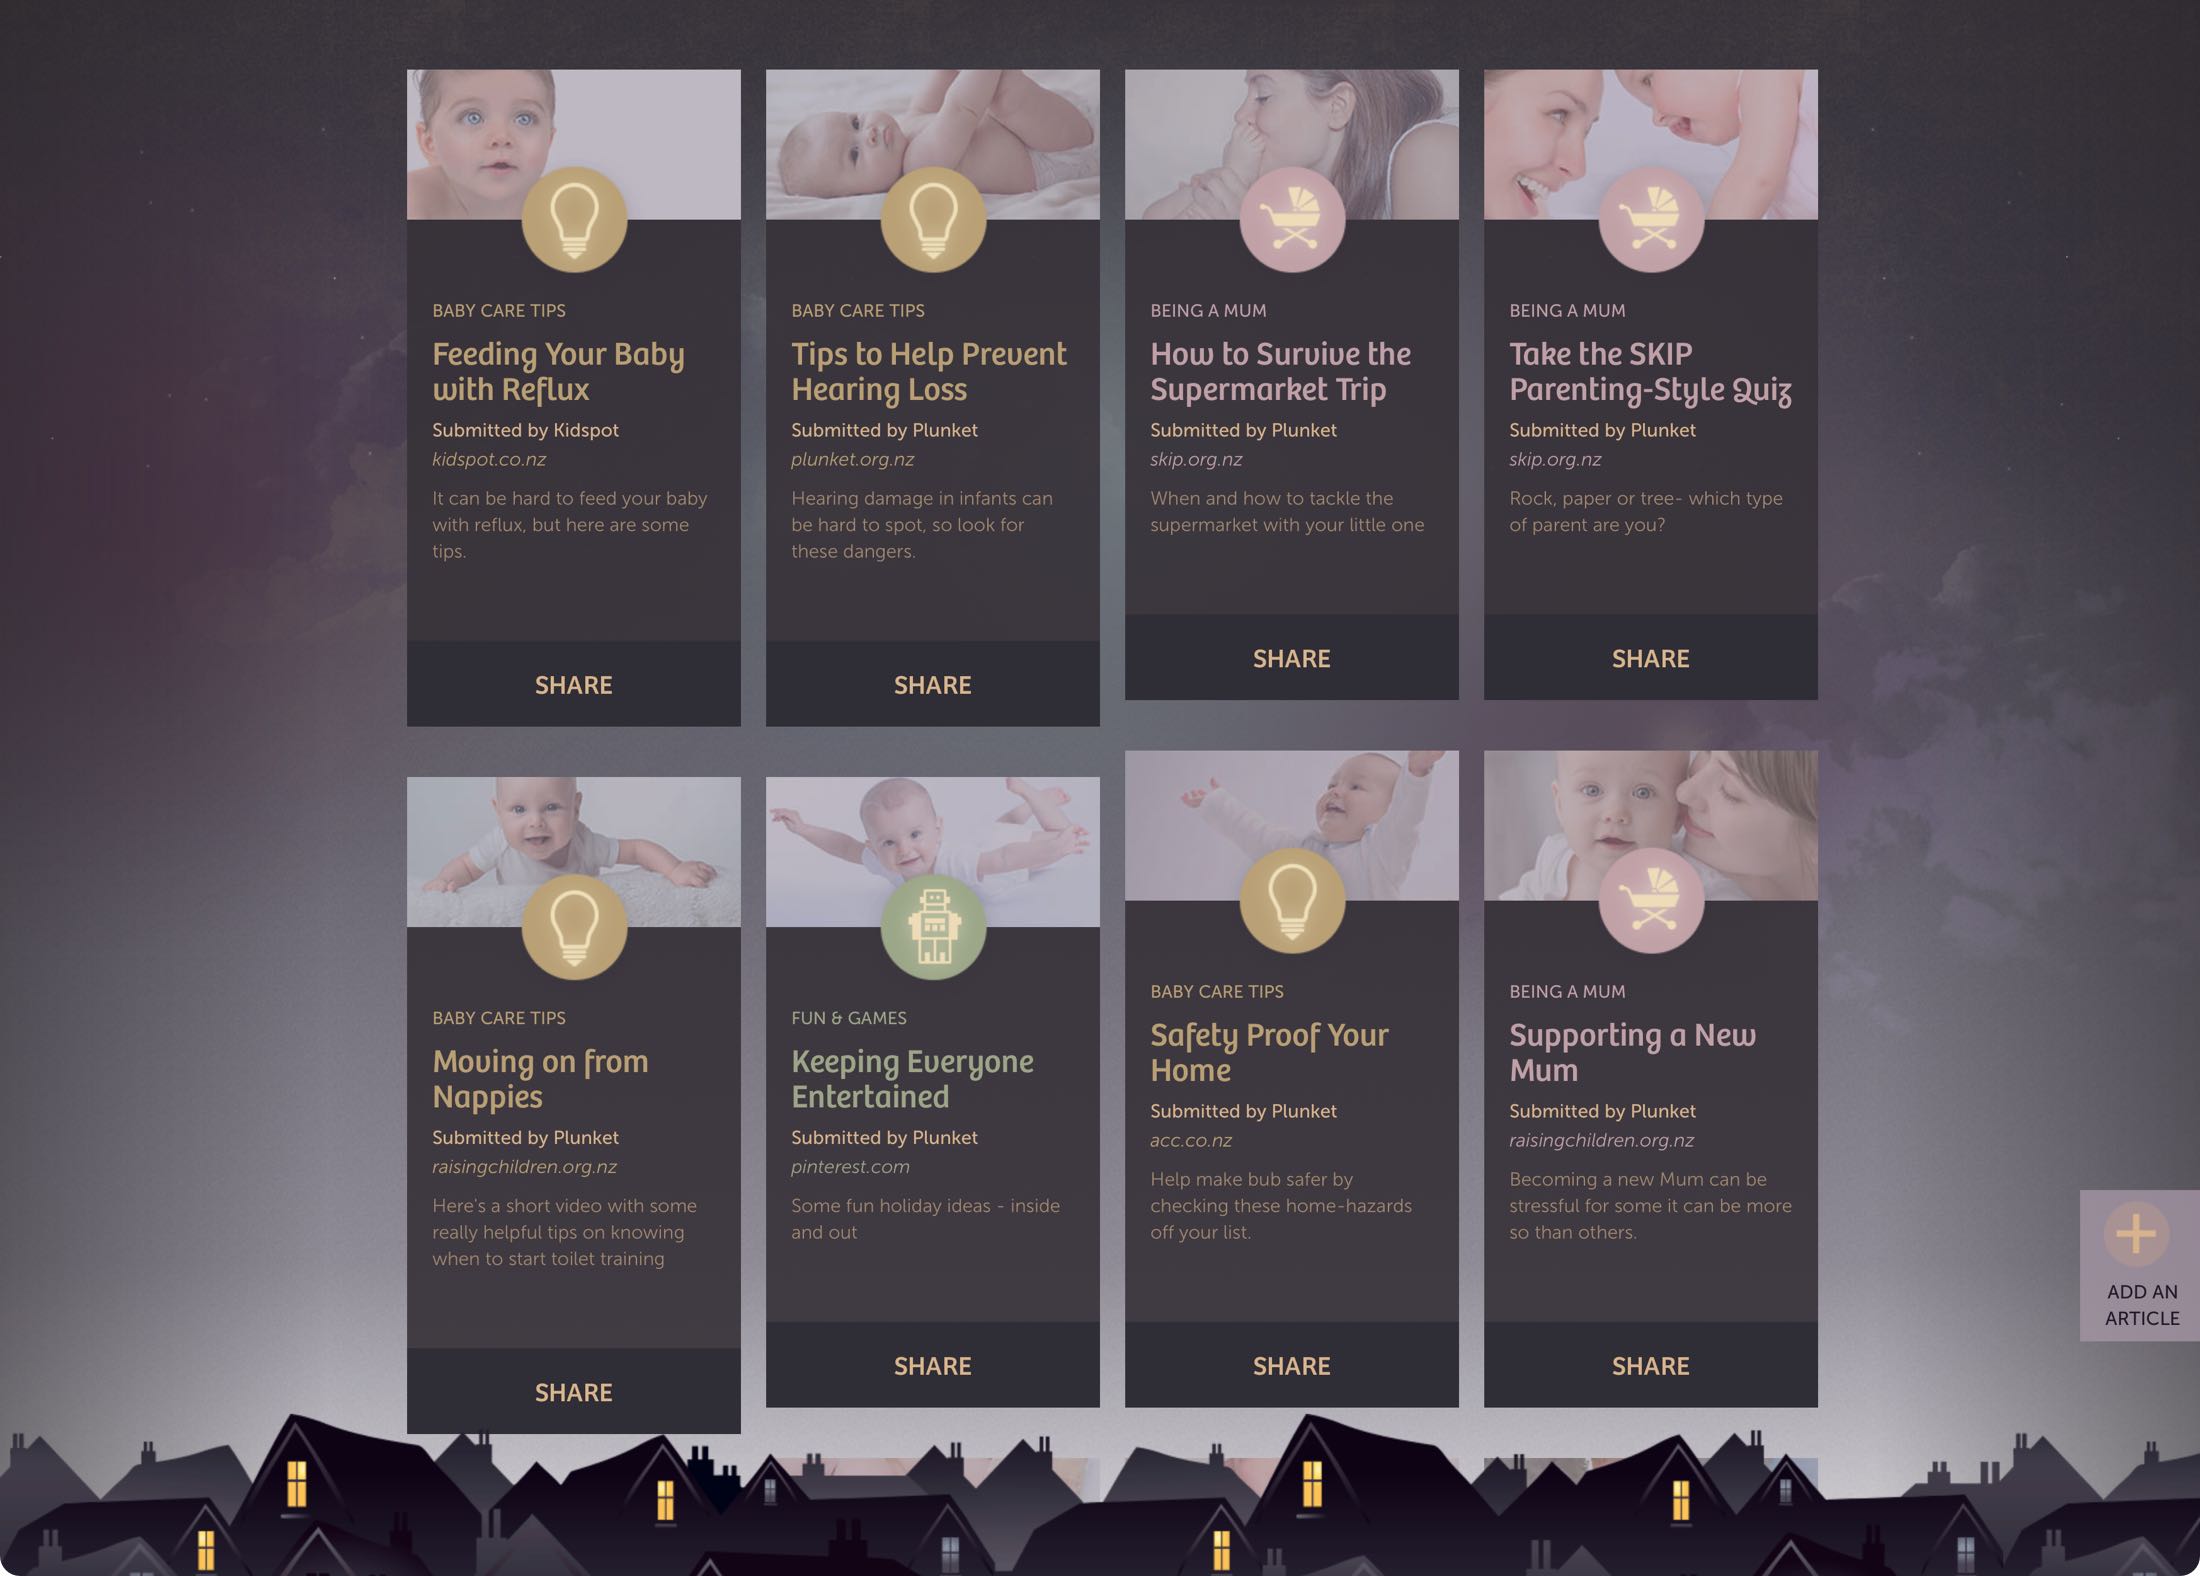 BABY CARE TIPS
Feeding Your Baby
with Reflux
Submitted by Kidspot
kidspot.co.nz
It can be hard to feed your baby
with reflux, but here are some
tips.
SHARE
BABY CARE TIPS
Tips to Help Prevent
Hearing Loss
Submitted by Plunket
plunket.org.nz
Hearing damage in infants can
be hard to spot, so look for
these dangers.
SHARE
BEING A MUM
How to Survive the
Supermarket Trip
Submitted by Plunket
skip.org.nz
When and how to tackle the
supermarket with your little one
SHARE
BEING A MUM
Take the SKIP
Parenting-Style Quiz
Submitted by Plunket
skip.org.nz
Rock, paper or tree- which type
of parent are you?
SHARE
BABY CARE TIPS
Moving on from
Nappies
Submitted by Plunket
raisingchildren.org.nz
Here's a short video with some
really helpful tips on knowing
when to start toilet training
SHARE
FUN & GAMES
Keeping Everyone
Entertained
Submitted by Plunket
pinterest.com
Some fun holiday ideas - inside
and out
SHARE
BABY CARE TIPS
Safety Proof Your
Home
Submitted by Plunket
acc.co.nz
Help make bub safer by
checking these home-hazards
off your list.
SHARE
BEING A MUM
Supporting a New
Mum
Submitted by Plunket
raisingchildren.org.nz
Becoming a new Mum can be
stressful for some it can be more
so than others.
SHARE
ADD AN
ARTICLE